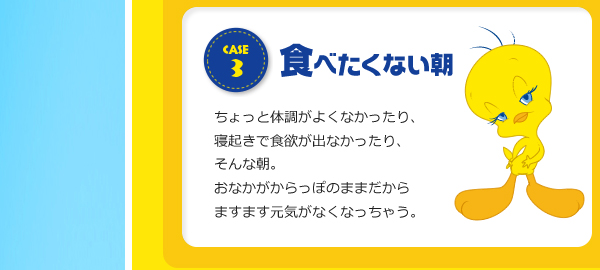 CASE
3
食べたくない朝
ちょっと体調がよくなかったり、
寝起きで食欲が出なかったり、
そんな朝。
おなかがからっぽのままだから
ますます元気がなくなっちゃう。